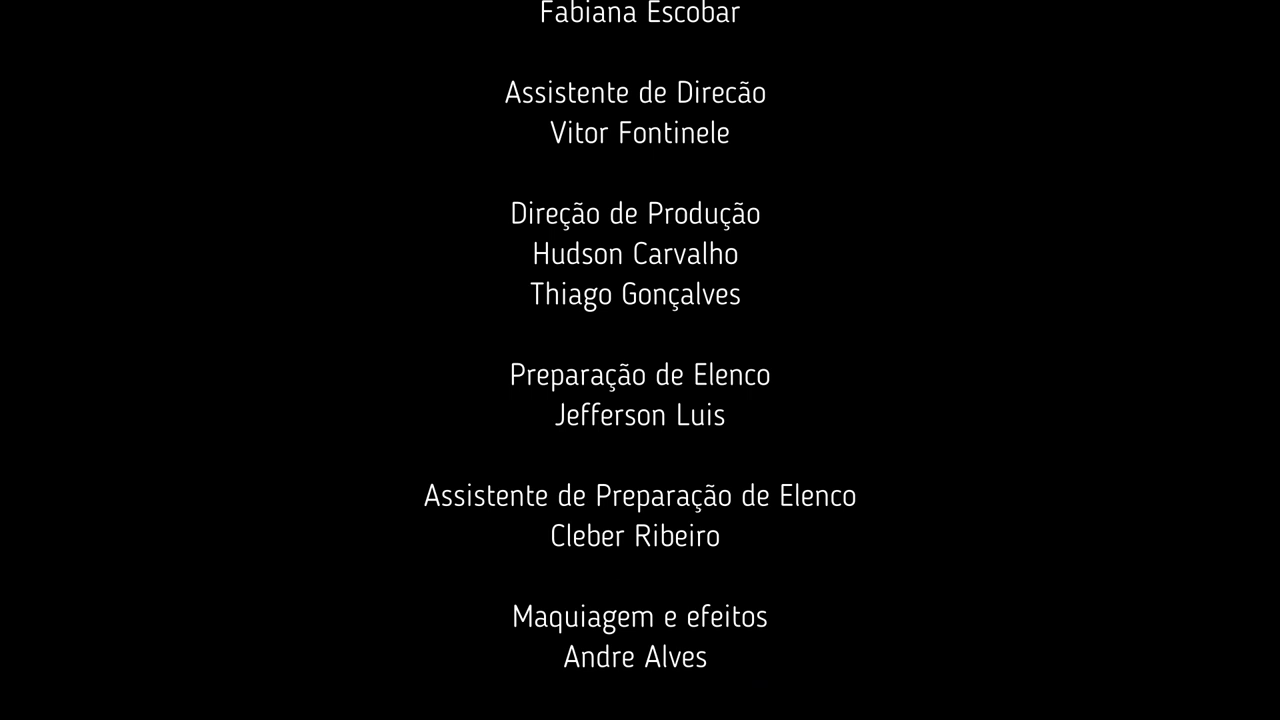 Fabiana Escobar
Assistente de Direcão
Vitor Fontinele
Direção de Produção
Hudson Carvalho
Thiago Gonçalves
Preparação de Elenco
Jefferson Luis
Assistente de Preparação de Elenco
Cleber Ribeiro
Maquiagem e efeitos
Andre Alves